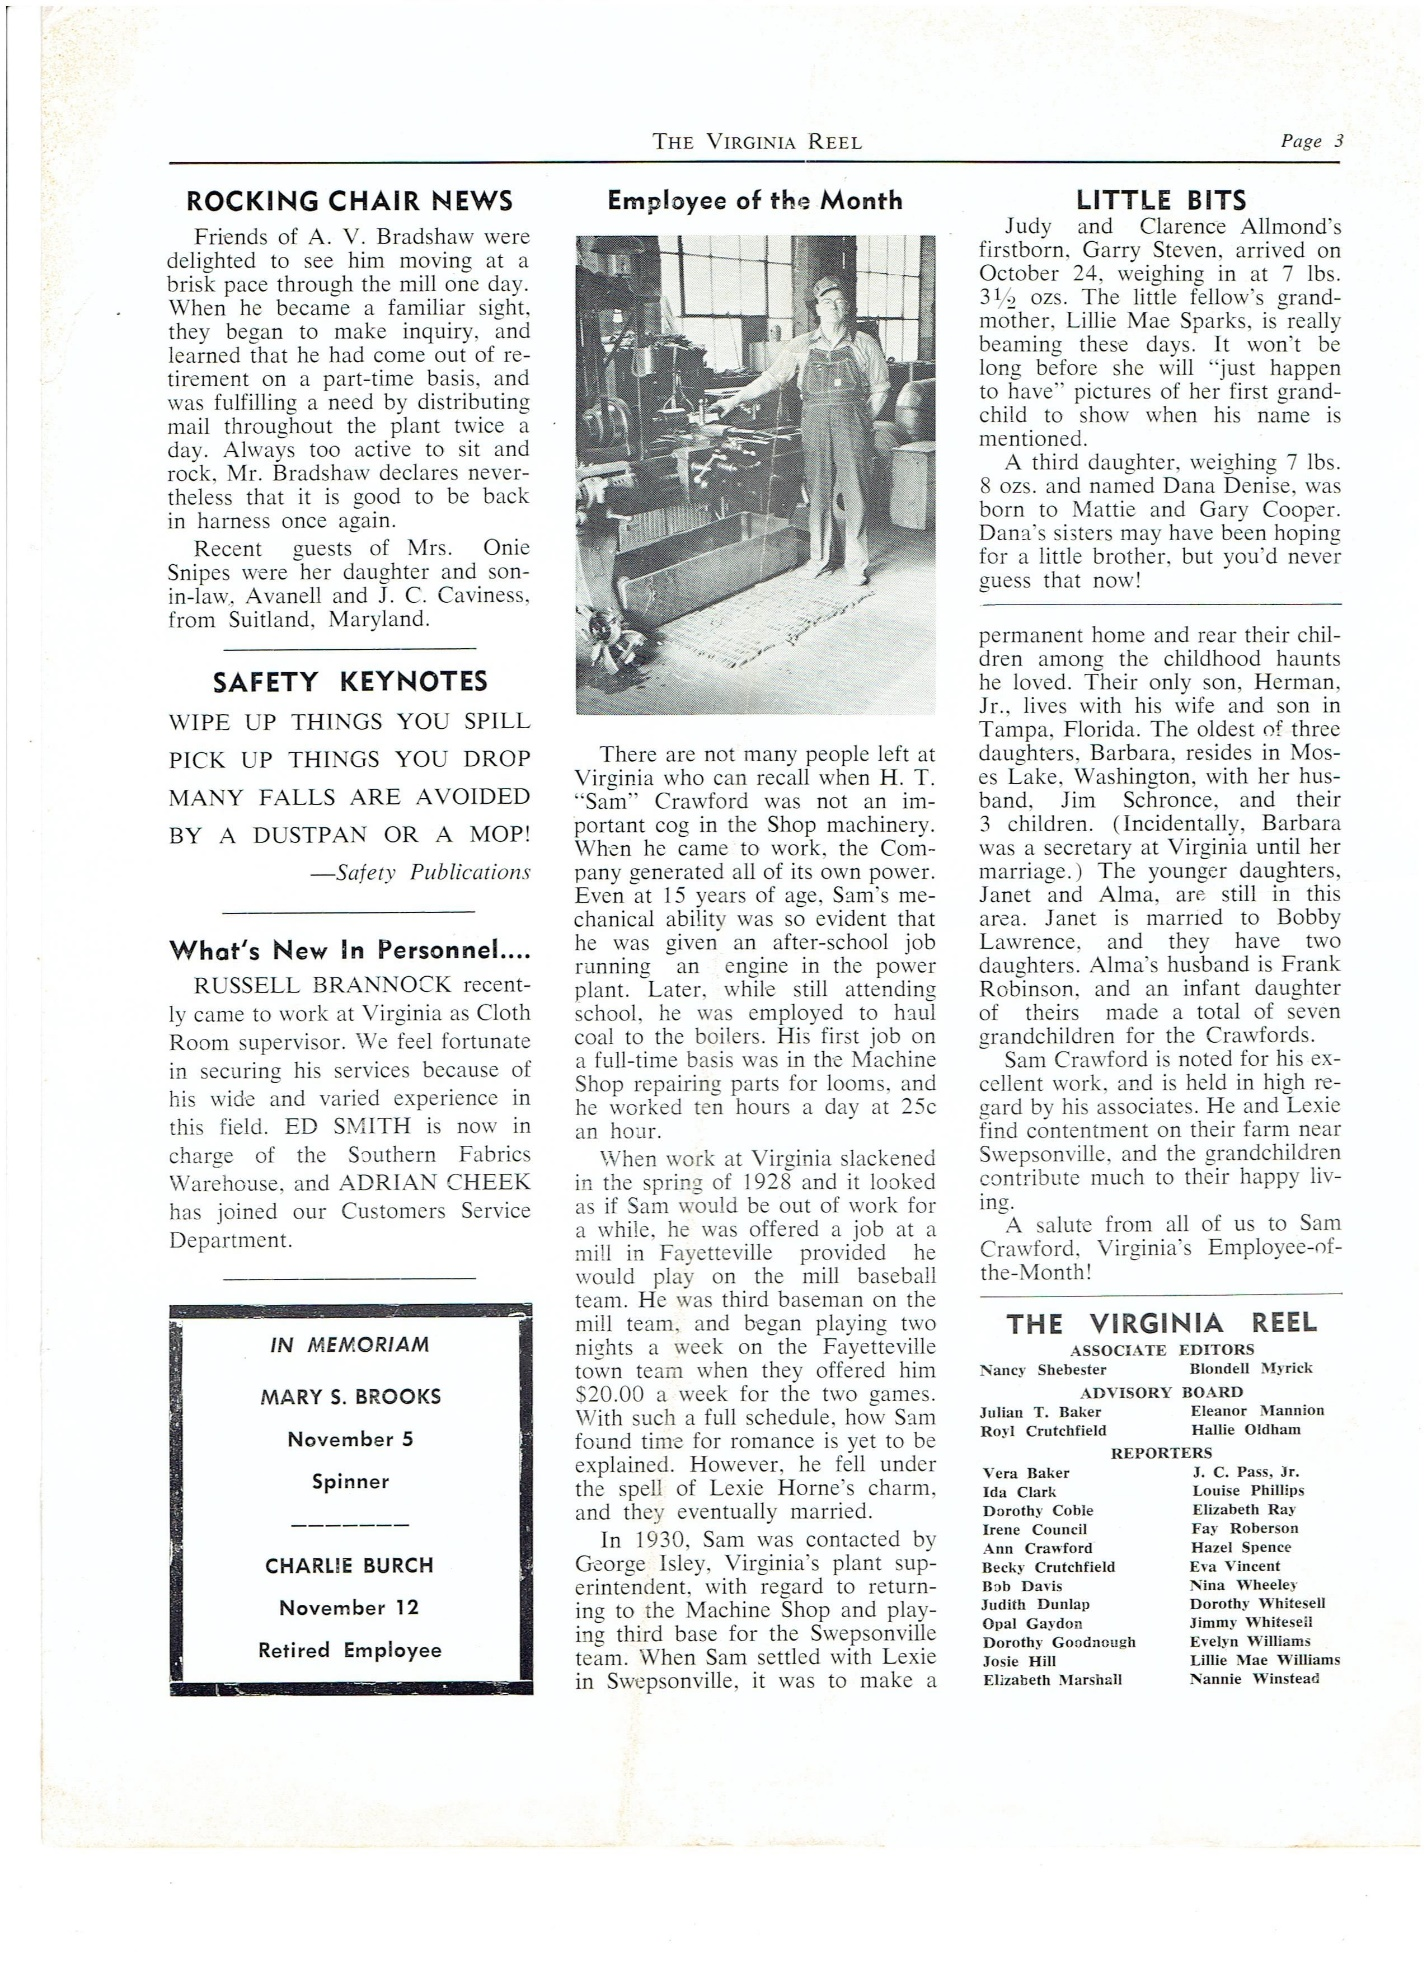 THE VIRGINIA REEL
Page 3
ROCKING CHAIR NEWS
Friends of A. V. Bradshaw were
delighted to see him moving at a
brisk pace through the mill one day.
When he became a familiar sight,
they began to make inquiry, and
learned that he had come out of re-
tirement on a part-time basis, and
was fulfilling a need by distributing
mail throughout the plant twice a
day. Always too active to sit and
rock, Mr. Bradshaw declares never-
theless that it is good to be back
in harness once again.
Recent guests of Mrs. Onie
Snipes were her daughter and son-
in-law, Avanell and J. C. Caviness,
from Suitland, Maryland.
SAFETY KEYNOTES
WIPE UP THINGS YOU SPILL
PICK UP THINGS YOU DROP
MANY FALLS ARE AVOIDED
BY A DUSTPAN OR A MOP!
—Safety Publications
What's New In Personnel....
RUSSELL BRANNOCK recent-
ly came to work at Virginia as Cloth
Room supervisor. We feel fortunate
in securing his services because of
his wide and varied experience in
this field. ED SMITH is now in
charge of the Southern Fabrics
Warehouse, and ADRIAN CHEEK
has joined our Customers Service
Department.
IN MEMORIAM
MARY S. BROOKS
November 5
Spinner
CHARLIE BURCH
November 12
Retired Employee
Employee of the Month
There are not many people left at
Virginia who can recall when H. T.
“Sam” Crawford was not an im-
portant cog in the Shop machinery.
When he came to work, the Com-
pany generated all of its own power.
Even at 15 years of age, Sam's me-
chanical ability was so evident that
he was given an after-school job
running an engine in the power
plant. Later, while still attending
school, he was employed to haul
coal to the boilers. His first job on
a full-time basis was in the Machine
Shop repairing parts for looms, and
he worked ten hours a day at 25c
an hour.
When work at Virginia slackened
in the spring of 1928 and it looked
as if Sam would be out of work for
a while, he was offered a job at a
mill in Fayetteville provided he
would play on the mill baseball
team. He was third baseman on the
mill team, and began playing two
nights a week on the Fayetteville
town team when they offered him
$20.00 a week for the two games.
With such a full schedule, how Sam
found time for romance is yet to be
explained. However, he fell under
the spell of Lexie Horne's charm,
and they eventually married.
In 1930, Sam was contacted by
George Isley, Virginia's plant sup-
erintendent, with regard to return-
ing to the Machine Shop and play-
ing third base for the Swepsonville
team. When Sam settled with Lexie
in Swepsonville, it was to make a
LITTLE BITS
Judy and Clarence Allmond's
firstborn, Garry Steven, arrived on
October 24, weighing in at 7 lbs.
3½ ozs. The little fellow's grand-
mother, Lillie Mae Sparks, is really
beaming these days. It won't be
long before she will “just happen
to have” pictures of her first grand-
child to show when his name is
mentioned.
A third daughter, weighing 7 lbs.
8 ozs. and named Dana Denise, was
born to Mattie and Gary Cooper.
Dana's sisters may have been hoping
for a little brother, but you'd never
guess that now!
permanent home and rear their chil-
dren among the childhood haunts
he loved. Their only son, Herman,
Jr., lives with his wife and son in
Tampa, Florida. The oldest of three
daughters, Barbara, resides in Mos-
es Lake, Washington, with her hus-
band, Jim Schronce, and their
3 children. (Incidentally, Barbara
was a secretary at Virginia until her
marriage.) The younger daughters,
Janet and Alma, are still in this
area. Janet is married to Bobby
Lawrence, and they have two
daughters. Alma's husband is Frank
Robinson, and an infant daughter
of theirs made a total of seven
grandchildren for the Crawfords.
Sam Crawford is noted for his ex-
cellent work, and is held in high re-
gard by his associates. He and Lexie
find contentment on their farm near
Swepsonville, and the grandchildren
contribute much to their happy liv-
ing.
A salute from all of us to Sam
Crawford, Virginia's Employee-of-
the-Month!
THE VIRGINIA REEL
ASSOCIATE EDITORS
Nancy Shebester Blondell Myrick
ADVISORY BOARD
Julian T. Baker Eleanor Mannion
Royl Crutchfield Hallie Oldham
REPORTERS
Vera Baker J. C. Pass, Jr.
Ida Clark Louise Phillips
Dorothy Coble Elizabeth Ray
Irene Council Fay Roberson
Ann Crawford Hazel Spence
Becky Crutchfield Eva Vincent
Bob Davis Nina Wheeley
Judith Dunlap Dorothy Whitesell
Opal Gaydon Jimmy Whitesell
Dorothy Goodnough Evelyn Williams
Josie Hill Lillie Mae Williams
Elizabeth Marshall Nannie Winstead